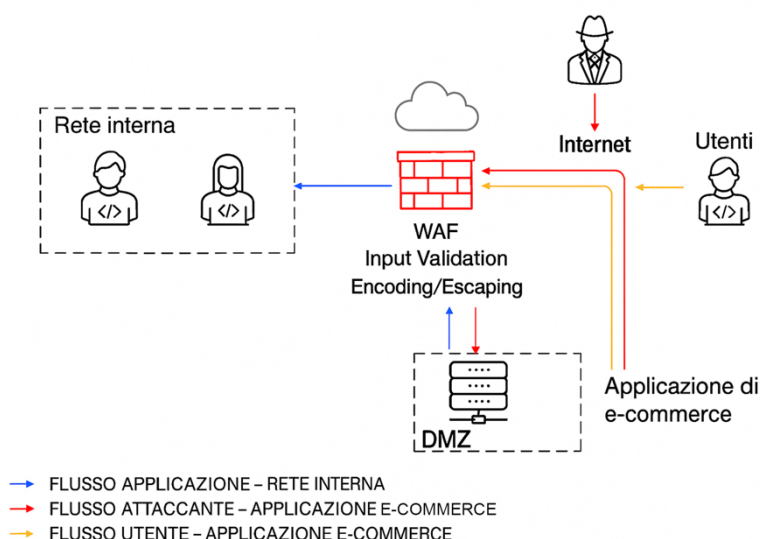 Rete interna
Internet
Utenti
WAF
Input Validation
Encoding/Escaping
DMZ
Applicazione di
e-commerce
FLUSSO APPLICAZIONE – RETE INTERNA
FLUSSO ATTACCANTE – APPLICAZIONE E-COMMERCE
FLUSSO UTENTE – APPLICAZIONE E-COMMERCE